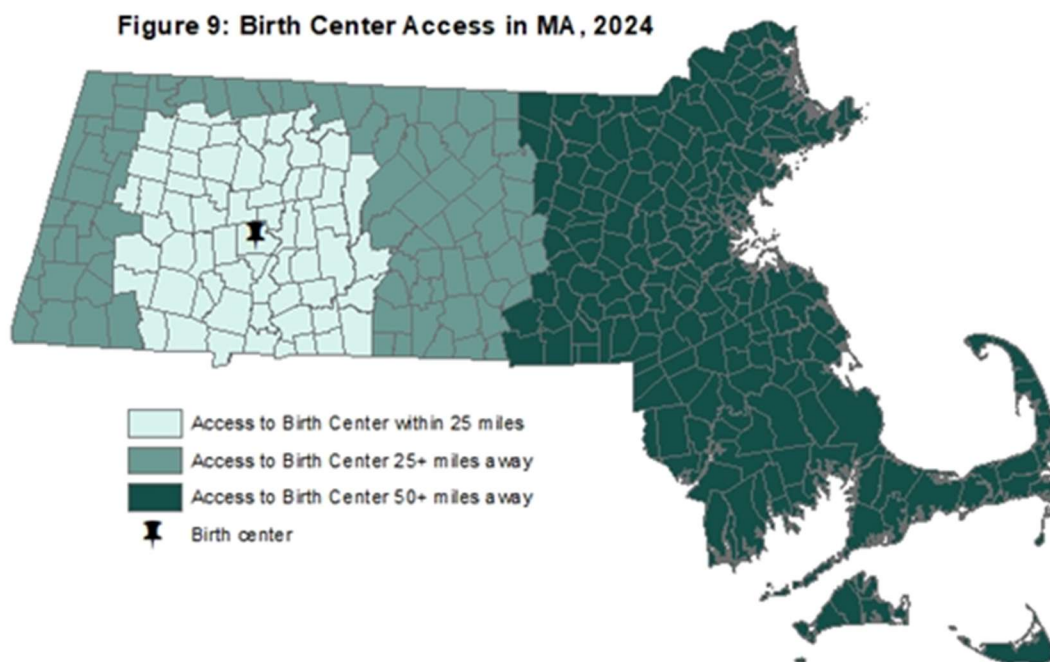 Figure 9: Birth Center Access in MA, 2024
Access to Birth Center within 25 miles
Access to Birth Center 25+ miles away
Access to Birth Center 50+ miles away
Birth center